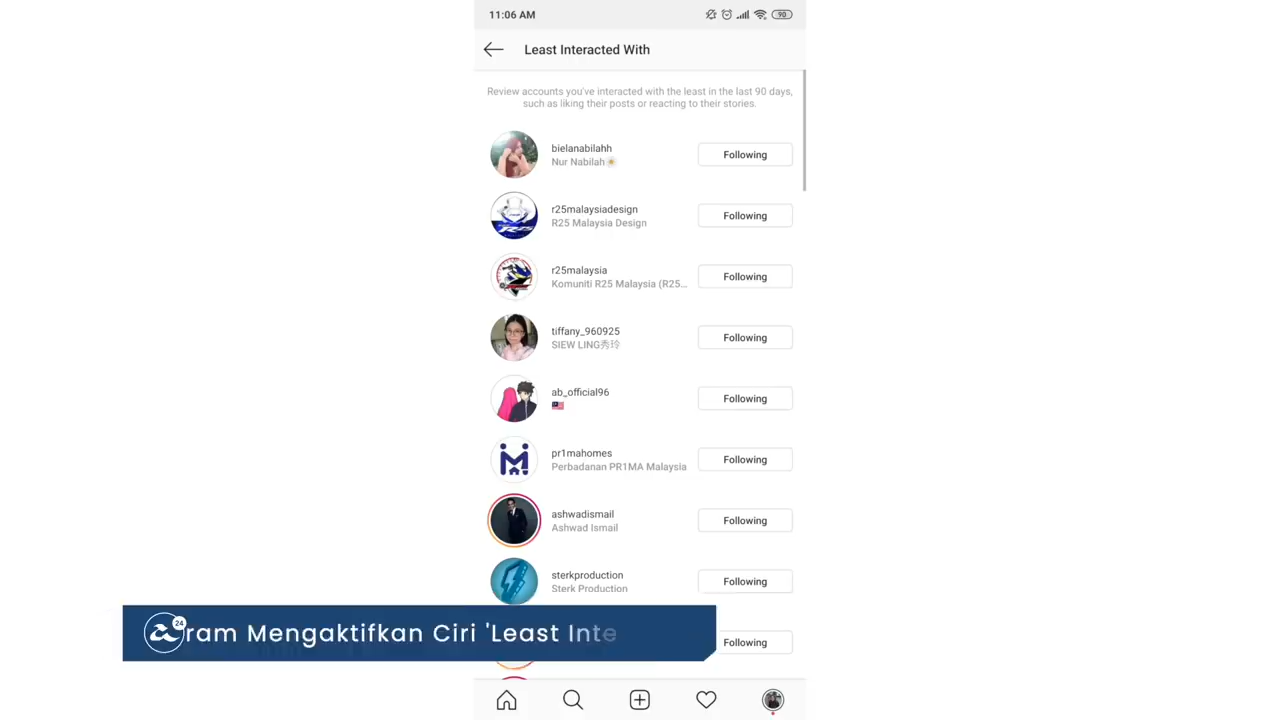 11:06 AM
90
Least Interacted With
Review accounts you've interacted with the least in the last 90 days,
such as liking their posts or reacting to their stories.
bielanabilahh
Nur Nabilah
Following
r25malaysiadesign
R25 Malaysia Design
Following
r25malaysia
Komuniti R25 Malaysia (R25...
Following
tiffany_960925
SIEW LING秀玲
Following
ab_official96
Following
pr1mahomes
Perbadanan PR1MA Malaysia
Following
ashwadismail
Ashwad Ismail
Following
sterkproduction
Sterk Production
Following
24
ram Mengaktifkan Ciri 'Least Inte
Following